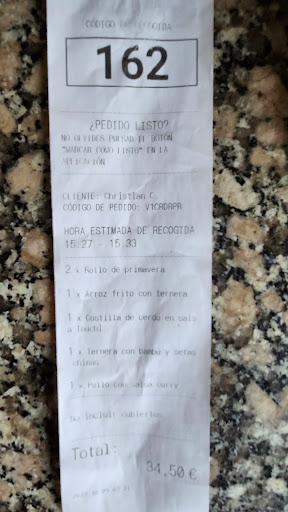 CÓDIGO DE RECOGIDA
162
¿PEDIDO LISTO?
NO OLVIDES PULSAR EL BOTÓN
"MARCAR COMO LISTO" EN LA
APLICACIÓN
CLIENTE: Christian C.
CÓDIGO DE PEDIDO: V1CRDRPR
HORA ESTIMADA DE RECOGIDA
15:27 - 15:33
2 x Rollo de primavera
1 x Arroz frito con ternera
1 x Costilla de cerdo en sals
a Touchi
1 x Ternera con bambú y setas
chinas
1 x Pollo con salsa curry
No incluir cubiertos
Total:
34,50 €